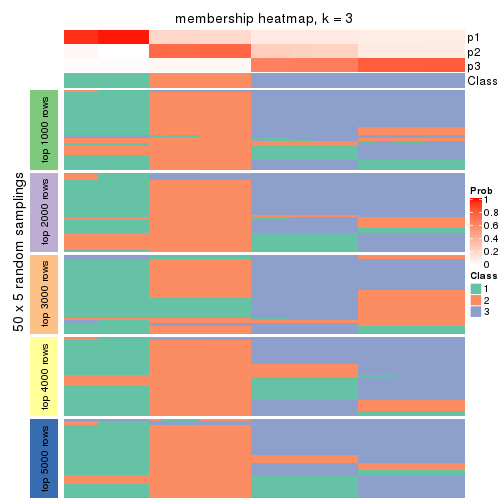 membership heatmap, k = 3
p1
p2
p3
Class
50 x 5 random samplings
top 1000 rows
top 2000 rows
top 3000 rows
top 4000 rows
top 5000 rows
Prob
1
0.8
0.6
0.4
0.2
0
Class
1
2
3